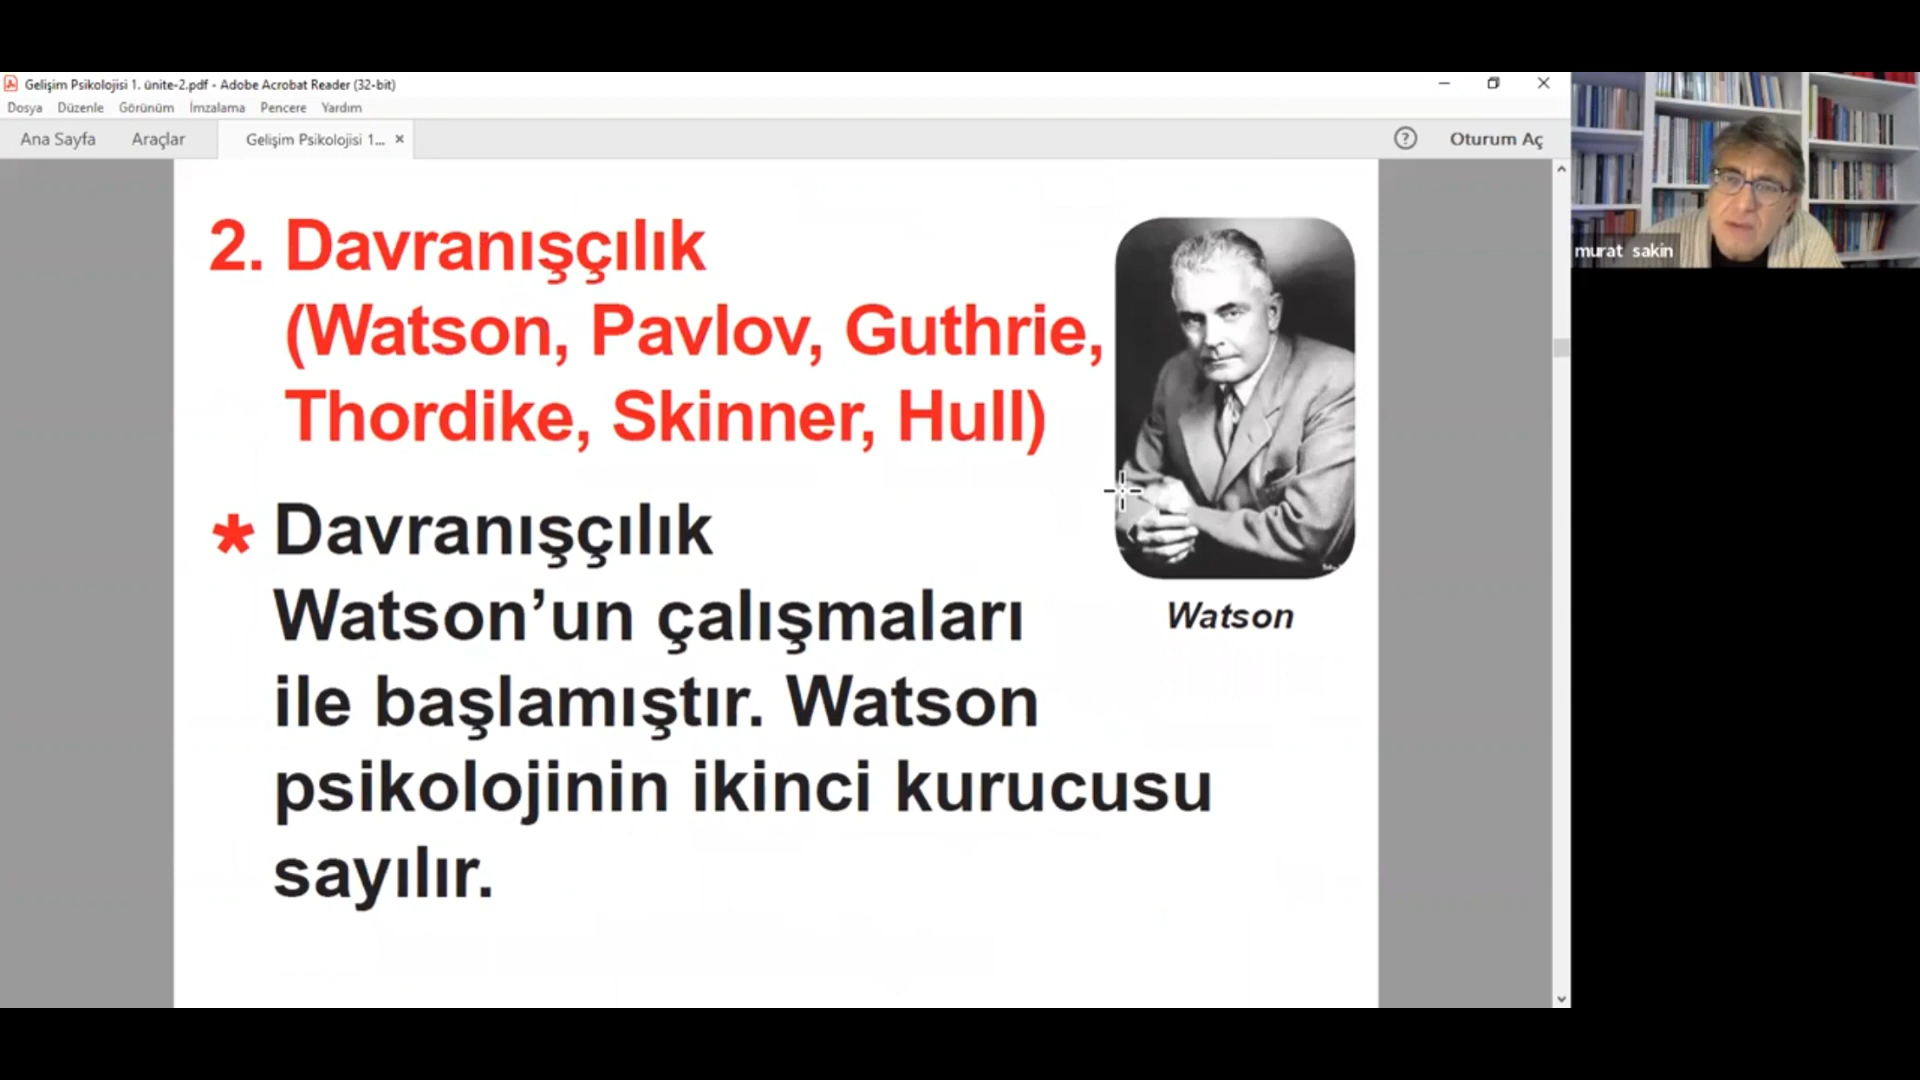 Gelişim Psikolojisi 1. ünite-2.pdf - Adobe Acrobat Reader (32-bit)
Dosya Düzenle Görünüm İmzalama Pencere Yardım
Ana Sayfa Araçlar Gelişim Psikolojisi 1... × ? Oturum Aç
murat sakin
2. Davranışçılık
(Watson, Pavlov, Guthrie,
Thordike, Skinner, Hull)
* Davranışçılık
Watson’un çalışmaları
ile başlamıştır. Watson
psikolojinin ikinci kurucusu
sayılır.
Watson